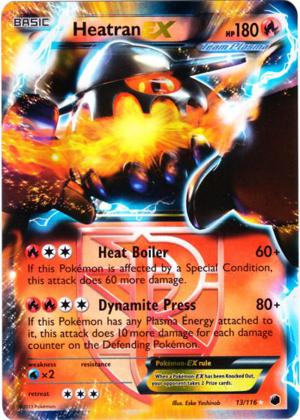 BASIC Heatran EX HP180
Team Plasma
Heat Boiler 60+
If this Pokémon is affected by a Special Condition,
this attack does 60 more damage.
Dynamite Press 80+
If this Pokémon has any Plasma Energy attached to
it, this attack does 10 more damage for each damage
counter on the Defending Pokémon.
weakness resistance
×2
retreat
Pokémon-EX rule
When a Pokémon-EX has been Knocked Out,
your opponent takes 2 Prize cards.
©2013 Pokémon Illus. Eske Yoshinob 13/116